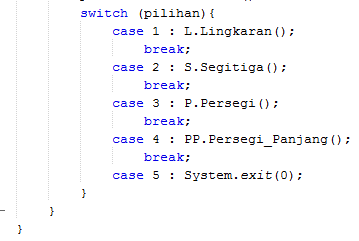 switch (pilihan){
case 1 : L.Lingkaran();
break;
case 2 : S.Segitiga();
break;
case 3 : P.Persegi();
break;
case 4 : PP.Persegi_Panjang();
break;
case 5 : System.exit(0);
}
}
}